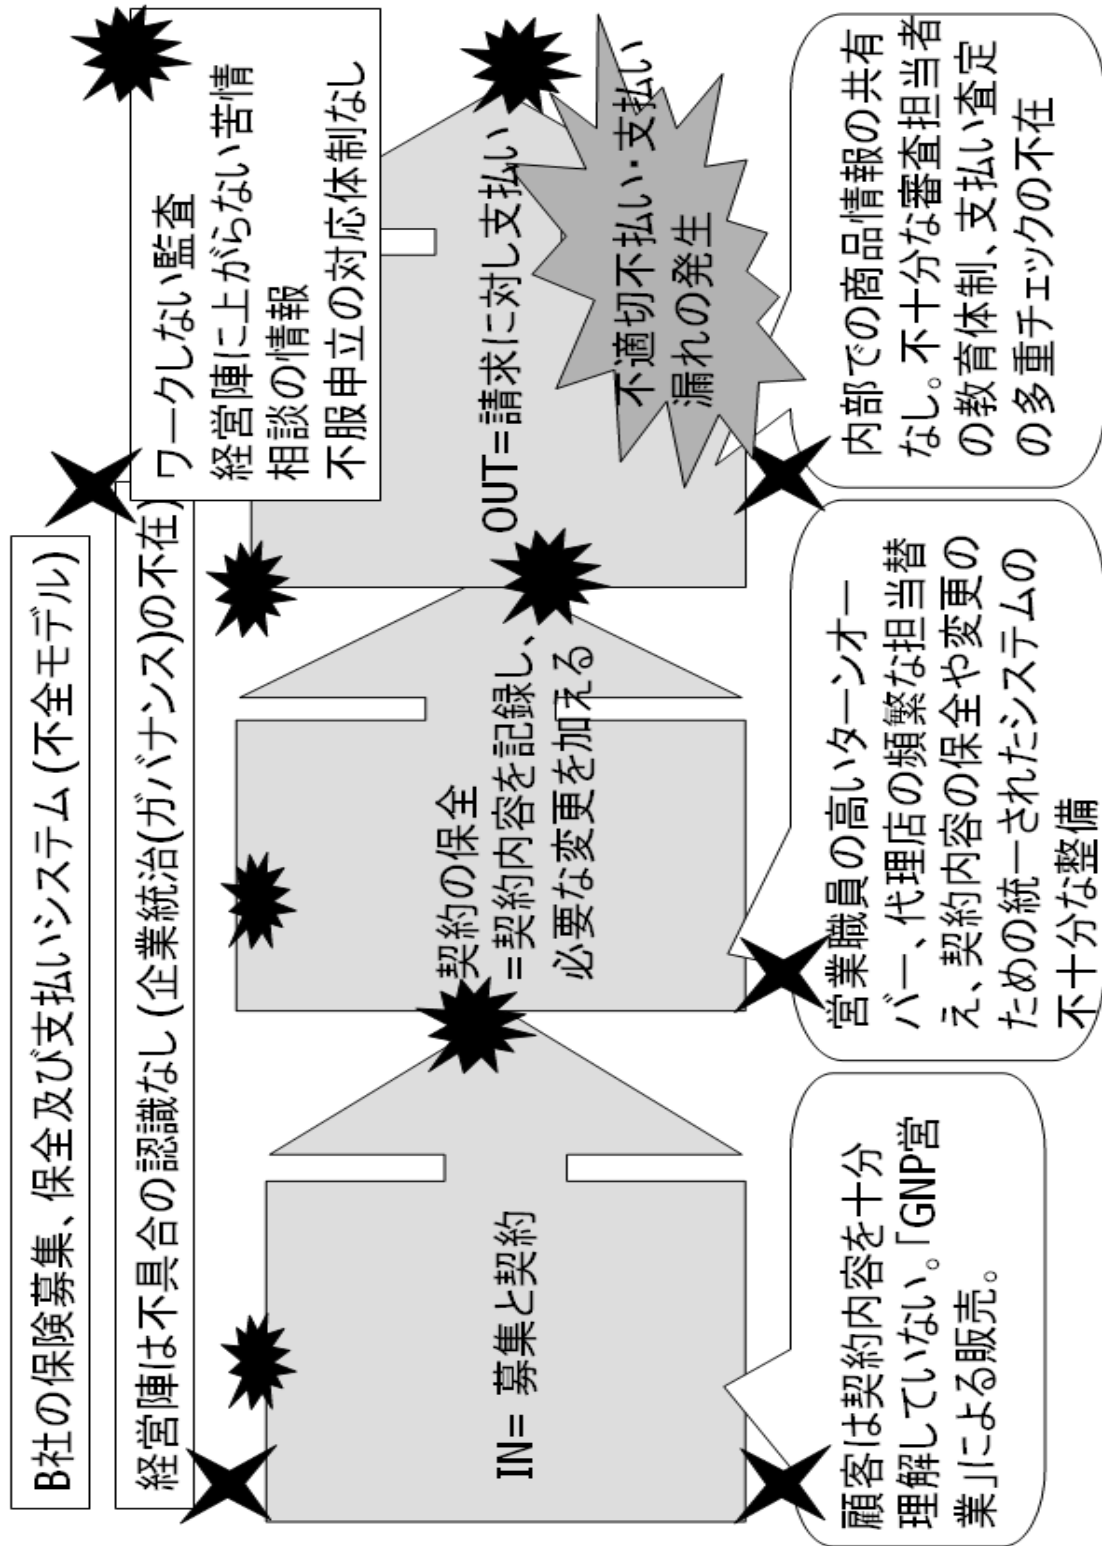 B社の保険募集、保全及び支払いシステム(不全モデル)
経営陣は不具合の認識なし(企業統治(ガバナンス)の不在)
ワークしない監査
経営陣に上がらない苦情
相談の情報
不服申立の対応体制なし
IN= 募集と契約
契約の保全
=契約内容を記録し、
必要な変更を加える
OUT=請求に対し支払い
不適切不払い・支払い
漏れの発生
顧客は契約内容を十分
理解していない。「GNP営
業」による販売。
営業職員の高いターンオー
バー、代理店の頻繁な担当替
え、契約内容の保全や変更の
ための統一されたシステムの
不十分な整備
内部での商品情報の共有
なし。不十分な審査担当者
の教育体制、支払い査定
の多重チェックの不在